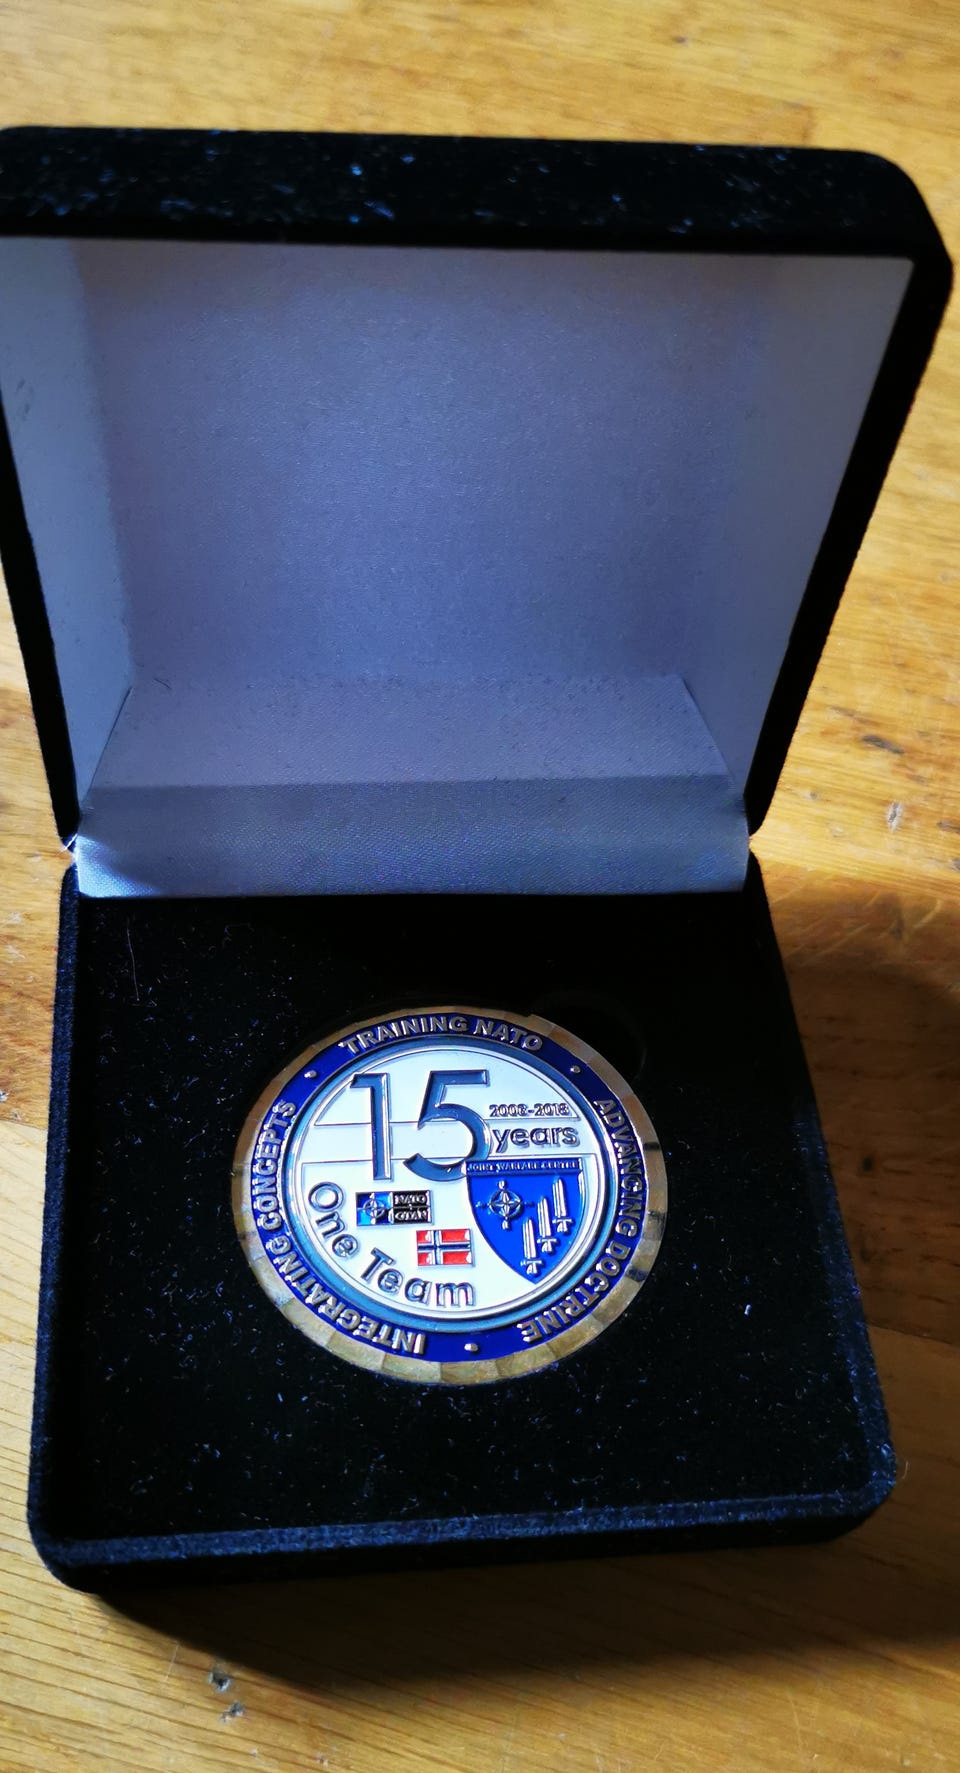 TRAINING NATO
ADVANCING DOCTRINE
INTEGRATING CONCEPTS
15
2003-2018
years
JOINT WARFARE CENTRE
NATO
OTAN
One Team